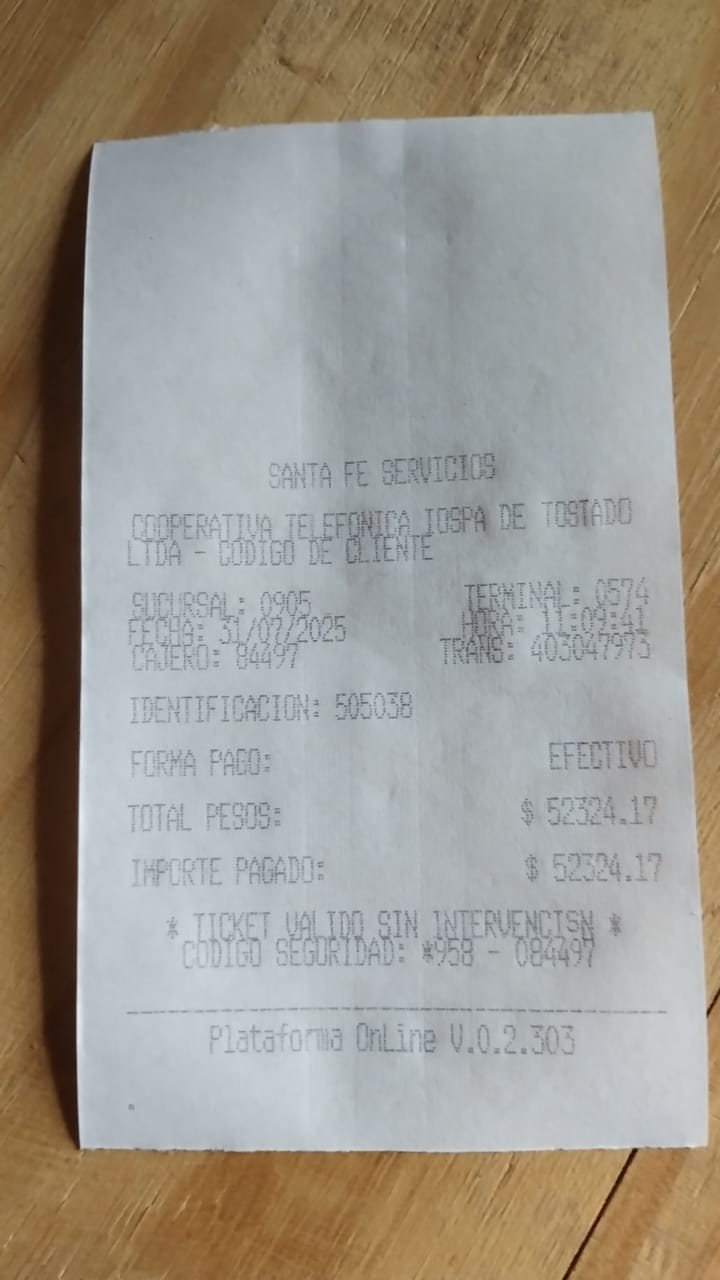 SANTA FE SERVICIOS
COOPERATIVA TELEFONICA IOSPA DE TOSTADO
LTDA - CODIGO DE CLIENTE
SUCURSAL: 0905 TERMINAL: 0574
FECHA: 31/07/2025 HORA: 11:09:41
CAJERO: 84497 TRANS: 403047973
IDENTIFICACION: 505038
FORMA PAGO: EFECTIVO
TOTAL PESOS: $ 52324.17
IMPORTE PAGADO: $ 52324.17
* TICKET VALIDO SIN INTERVENCISN *
CODIGO SEGURIDAD: *958 - 084497
Plataforma OnLine V.0.2.303